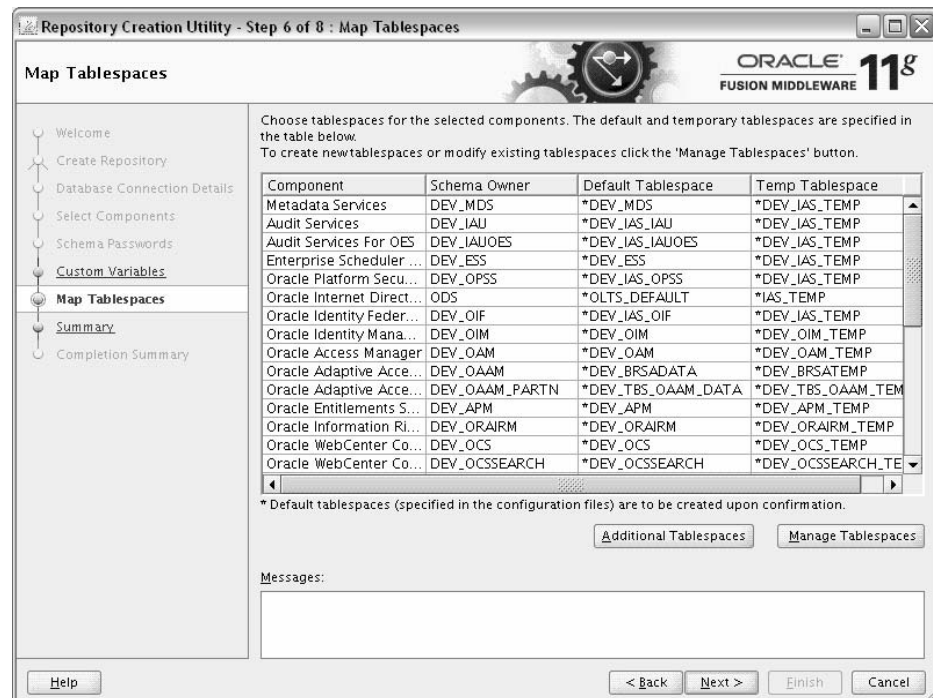 Repository Creation Utility - Step 6 of 8 : Map Tablespaces
Map Tablespaces
ORACLE
FUSION MIDDLEWARE
11g
Welcome
Create Repository
Database Connection Details
Select Components
Schema Passwords
Custom Variables
Map Tablespaces
Summary
Completion Summary
Choose tablespaces for the selected components. The default and temporary tablespaces are specified in
the table below.
To create new tablespaces or modify existing tablespaces click the 'Manage Tablespaces' button.
Component Schema Owner Default Tablespace Temp Tablespace
Metadata Services DEV_MDS *DEV_MDS *DEV_IAS_TEMP
Audit Services DEV_IAU *DEV_IAS_IAU *DEV_IAS_TEMP
Audit Services For OES DEV_IAUOES *DEV_IAS_IAUOES *DEV_IAS_TEMP
Enterprise Scheduler ... DEV_ESS *DEV_ESS *DEV_IAS_TEMP
Oracle Platform Secu... DEV_OPSS *DEV_IAS_OPSS *DEV_IAS_TEMP
Oracle Internet Direct... ODS *OLTS_DEFAULT *IAS_TEMP
Oracle Identity Feder... DEV_OIF *DEV_IAS_OIF *DEV_IAS_TEMP
Oracle Identity Mana... DEV_OIM *DEV_OIM *DEV_OIM_TEMP
Oracle Access Manager DEV_OAM *DEV_OAM *DEV_OAM_TEMP
Oracle Adaptive Acce... DEV_OAAM *DEV_BRSADATA *DEV_BRSATEMP
Oracle Adaptive Acce... DEV_OAAM_PARTN *DEV_TBS_OAAM_DATA *DEV_TBS_OAAM_TEM
Oracle Entitlements S... DEV_APM *DEV_APM *DEV_APM_TEMP
Oracle Information Ri... DEV_ORAIRM *DEV_ORAIRM *DEV_ORAIRM_TEMP
Oracle WebCenter Co... DEV_OCS *DEV_OCS *DEV_OCS_TEMP
Oracle WebCenter Co... DEV_OCSSEARCH *DEV_OCSSEARCH *DEV_OCSSEARCH_TE
* Default tablespaces (specified in the configuration files) are to be created upon confirmation.
Additional Tablespaces Manage Tablespaces
Messages:
Help < Back Next > Finish Cancel